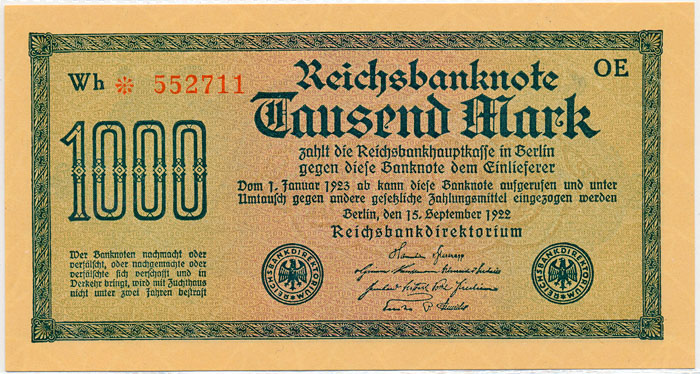 Wh * 552711
OE
Reichsbanknote
Tausend Mark
1000
zahlt die Reichsbankhauptkasse in Berlin
gegen diese Banknote dem Einlieferer
Vom 1. Januar 1923 ab kann diese Banknote aufgerufen und unter
Umtausch gegen andere gesetzliche Zahlungsmittel eingezogen werden
Berlin, den 15. September 1922
Reichsbankdirektorium
Wer Banknoten nachmacht oder
verfälscht, oder nachgemachte oder
verfälschte sich verschafft und in
Verkehr bringt, wird mit Zuchthaus
nicht unter zwei Jahren bestraft
REICHSBANKDIREKTORIUM
REICHSBANKDIREKTORIUM